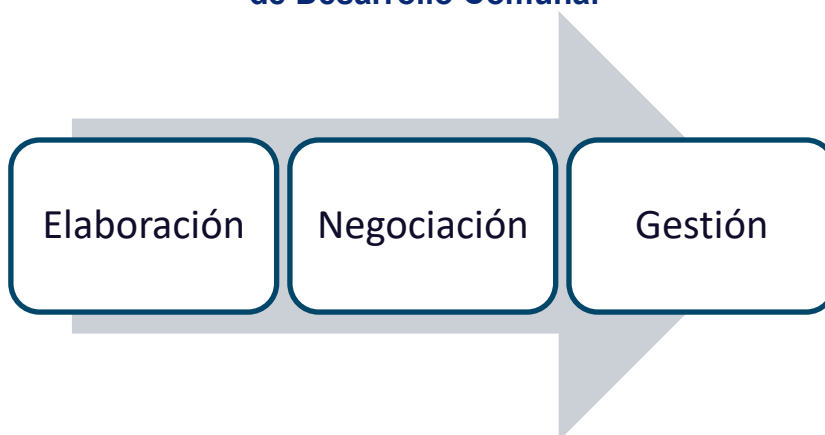 de Desarrollo Comunal
Elaboración
Negociación
Gestión